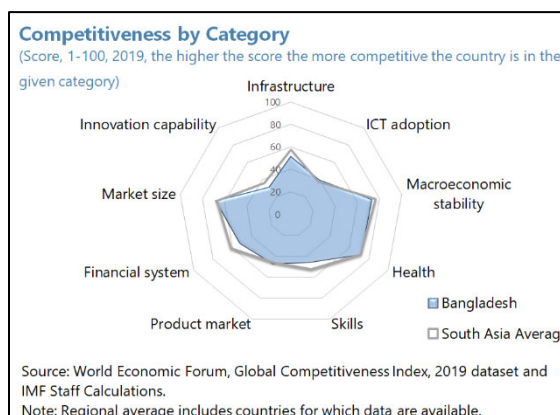 Competitiveness by Category
(Score, 1-100, 2019, the higher the score the more competitive the country is in the
given category)
Infrastructure
100
Innovation capability
80
ICT adoption
60
40
Market size
20
Macroeconomic
stability
0
Financial system
Health
Bangladesh
Product market
Skills
South Asia Averag
Source: World Economic Forum, Global Competitiveness Index, 2019 dataset and
IMF Staff Calculations.
Note: Regional average includes countries for which data are available.